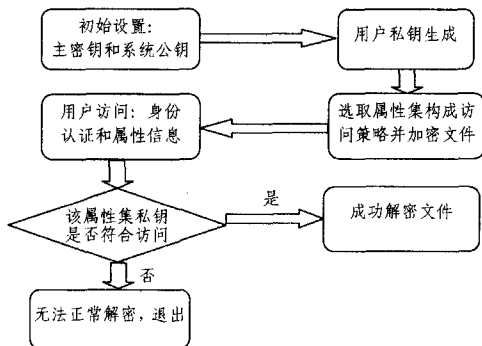 初始设置:
主密钥和系统公钥
用户私钥生成
用户访问: 身份
认证和属性信息
选取属性集构成访
问策略并加密文件
该属性集私钥
是否符合访问
是
成功解密文件
否
无法正常解密, 退出